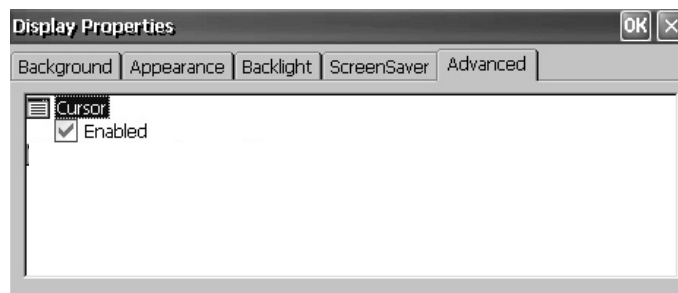 Display Properties OK ×
Background Appearance Backlight ScreenSaver Advanced
Cursor
Enabled